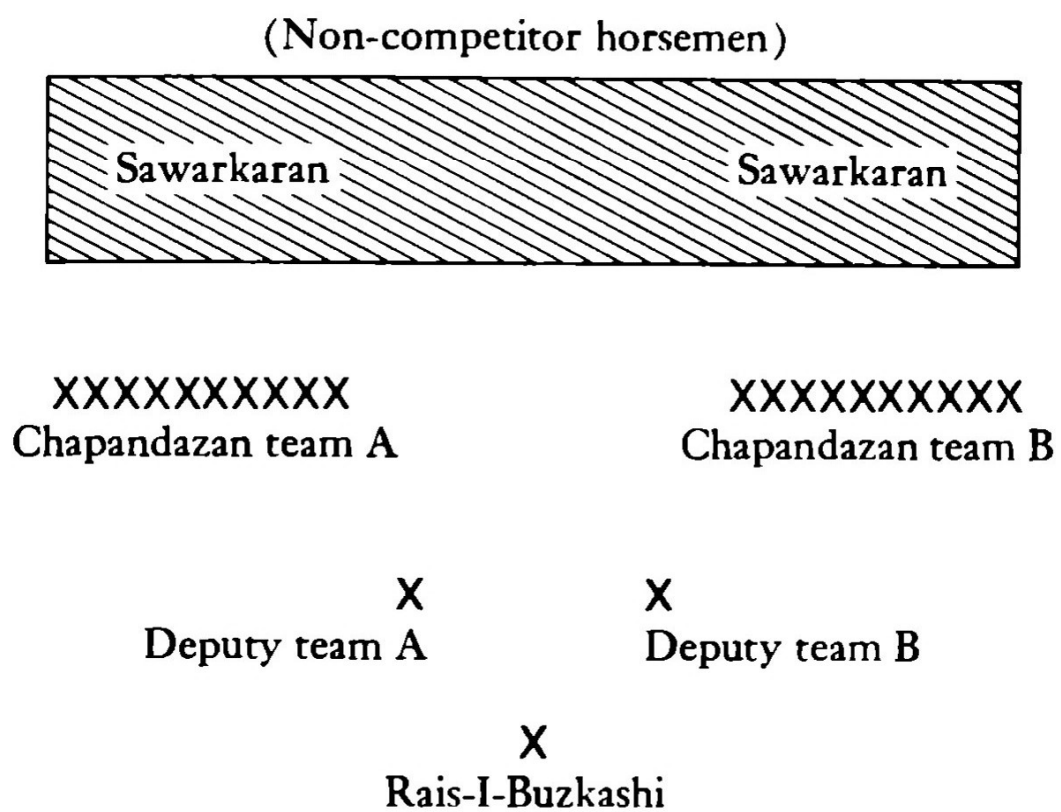 (Non-competitor horsemen)
Sawarkaran Sawarkaran
XXXXXXXXXX XXXXXXXXXX
Chapandazan team A Chapandazan team B
X X
Deputy team A Deputy team B
X
Rais-I-Buzkashi